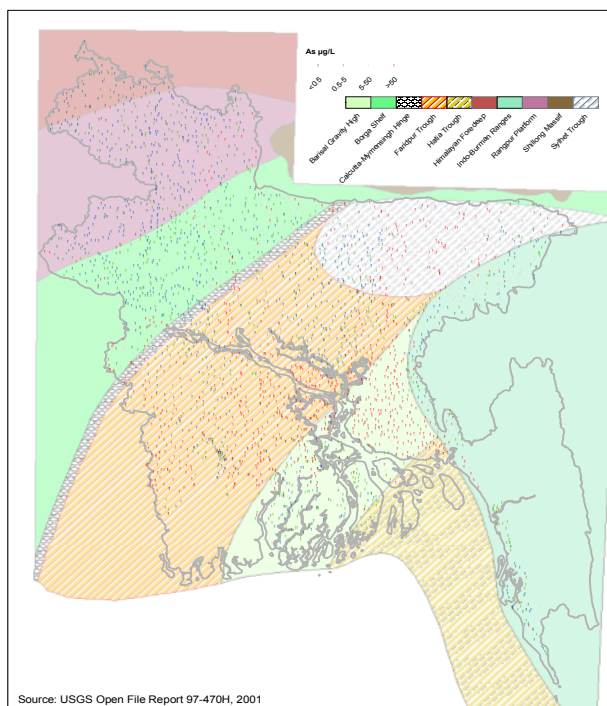 As µg/L
<0.5
0.5-5
5-50
>50
Barisal Gravity High
Borga Shelf
Calcutta-Mymensingh Hinge
Faridpur Trough
Hatia Trough
Himalayan Foredeep
Indo-Burman Ranges
Rangpur Platform
Shillong Massif
Sylhet Trough
Source: USGS Open File Report 97-470H, 2001